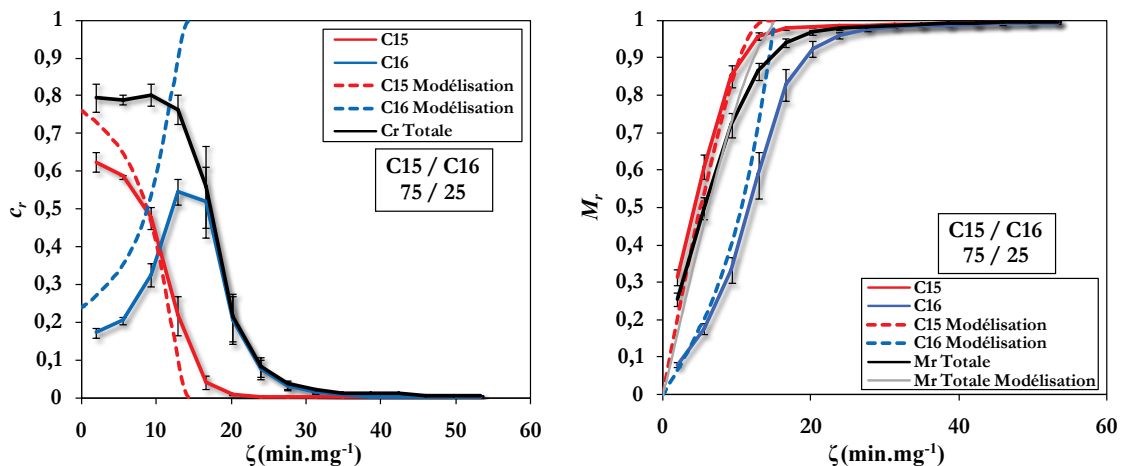 1
0,9
0,8
0,7
0,6
0,5
0,4
0,3
0,2
0,1
0
c_r
0 10 20 30 40 50 60
ζ(min.mg⁻¹)
C15
C16
C15 Modélisation
C16 Modélisation
Cr Totale
C15 / C16
75 / 25
1
0,9
0,8
0,7
0,6
0,5
0,4
0,3
0,2
0,1
0
M_r
0 20 40 60
ζ(min.mg⁻¹)
C15 / C16
75 / 25
C15
C16
C15 Modélisation
C16 Modélisation
Mr Totale
Mr Totale Modélisation